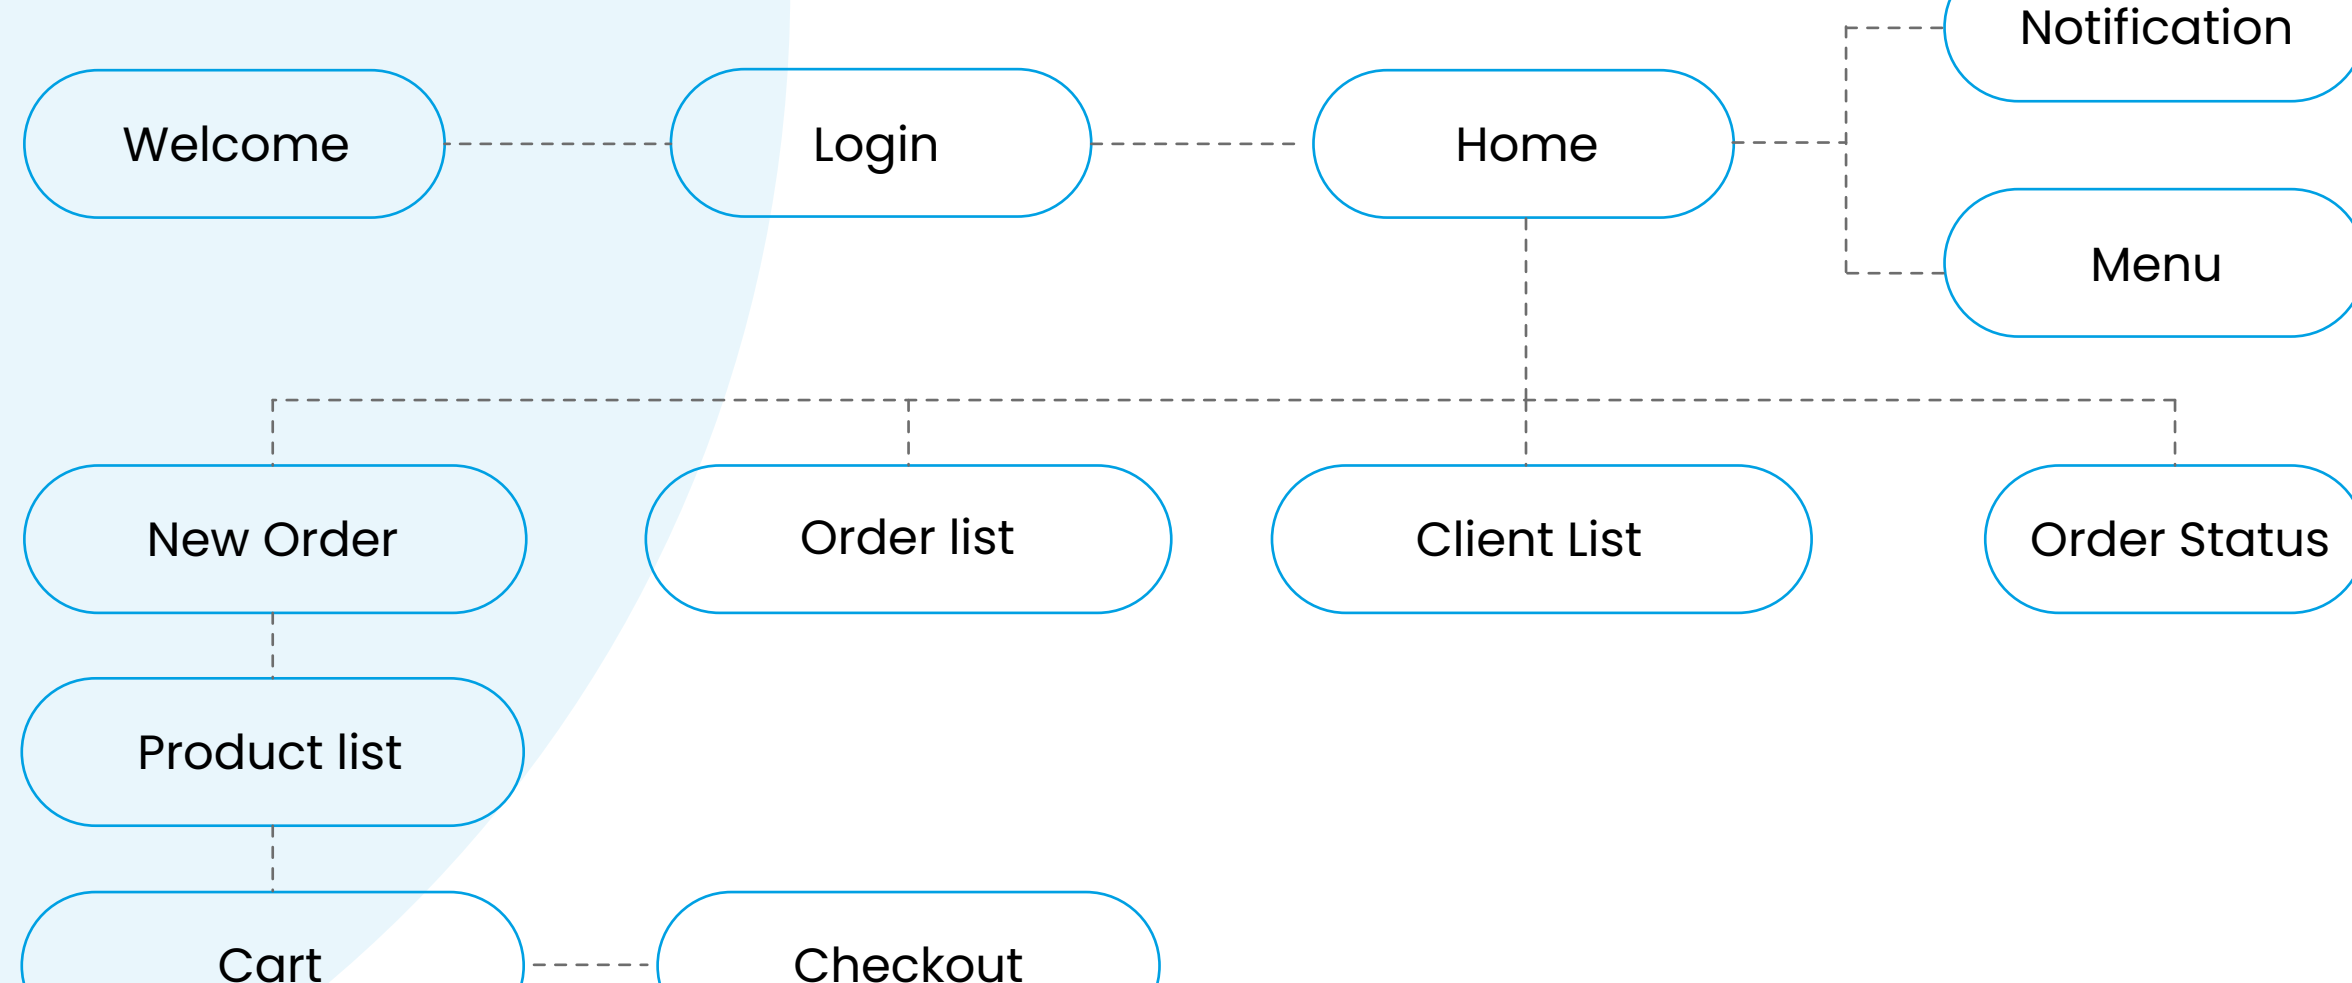 Notification
Welcome
Login
Home
Menu
New Order
Order list
Client List
Order Status
Product list
Cart
Checkout